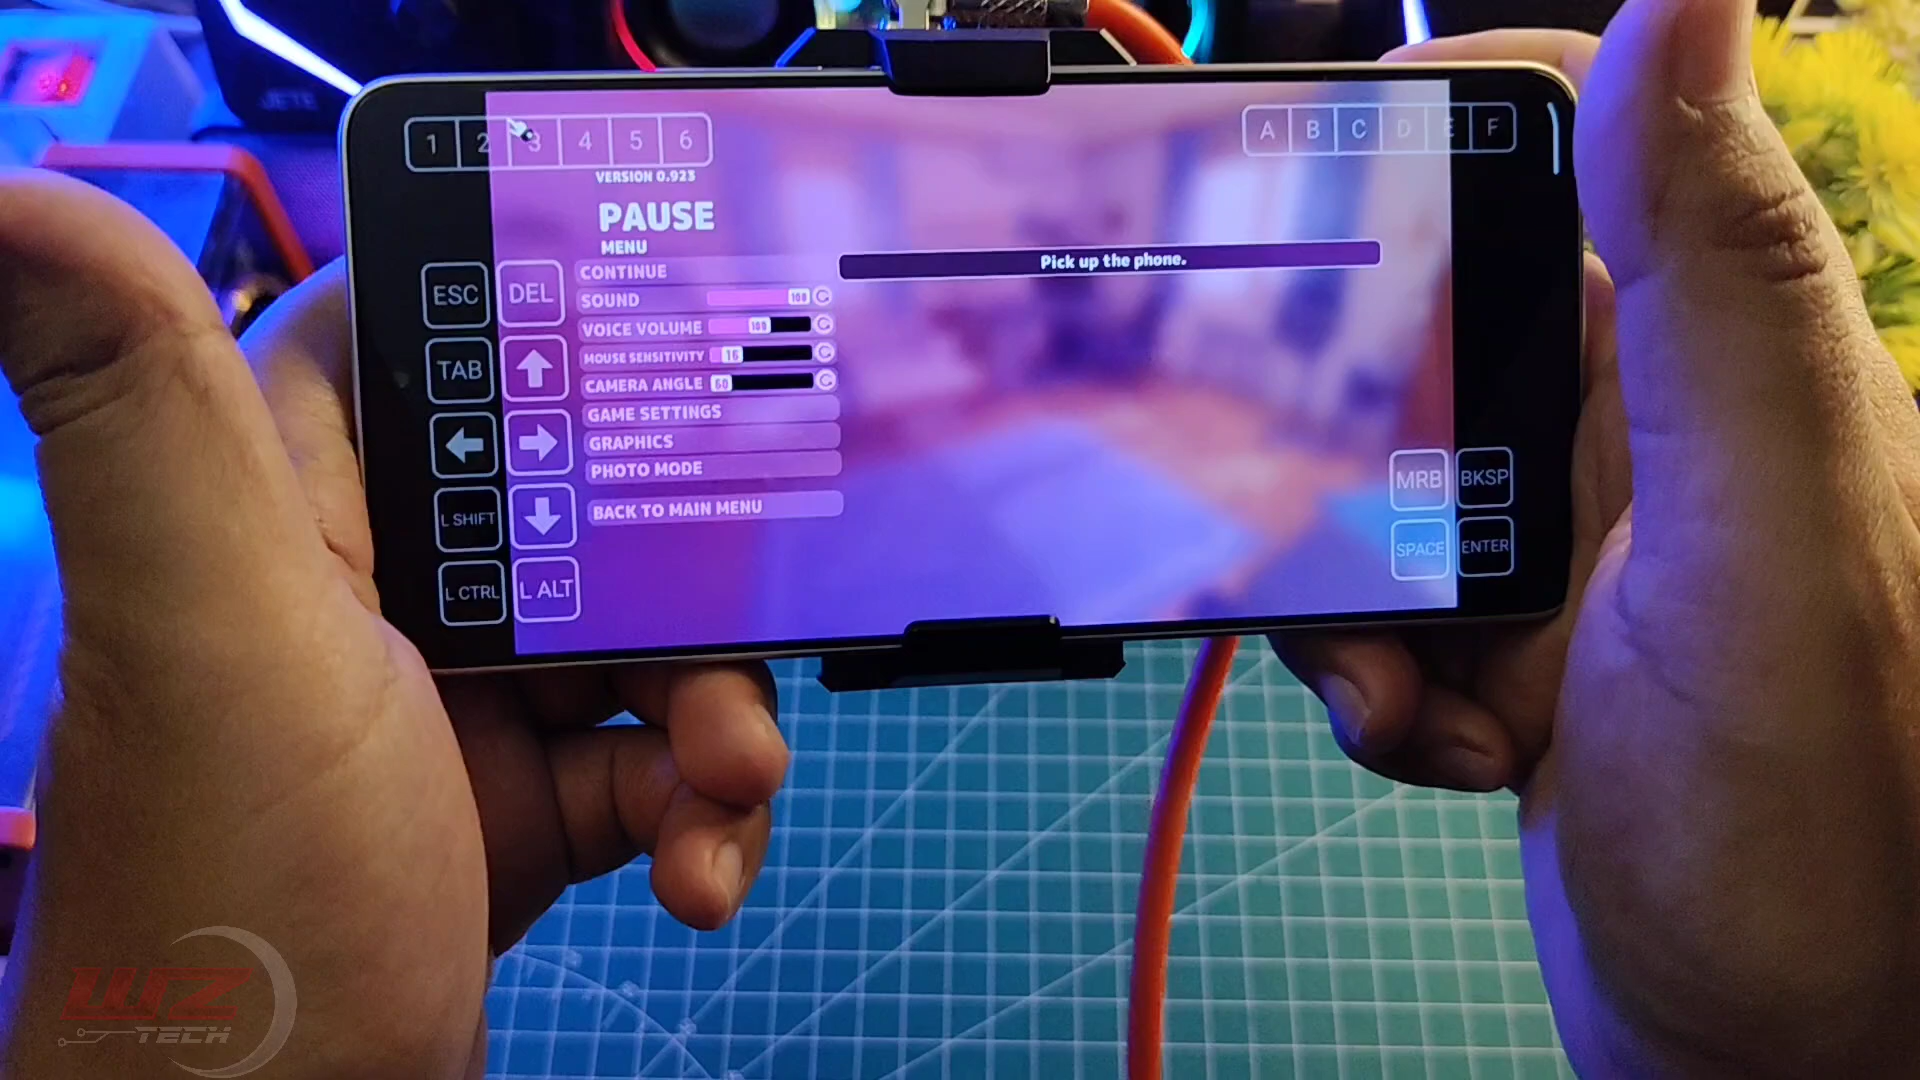 JETE
1 2 3 4 5 6
A B C D E F
VERSION 0.923
PAUSE
MENU
Pick up the phone.
CONTINUE
SOUND 100
VOICE VOLUME 100
MOUSE SENSITIVITY 16
CAMERA ANGLE 60
GAME SETTINGS
GRAPHICS
PHOTO MODE
BACK TO MAIN MENU
ESC DEL
TAB
L SHIFT
L CTRL L ALT
MRB BKSP
SPACE ENTER
WZ
TECH